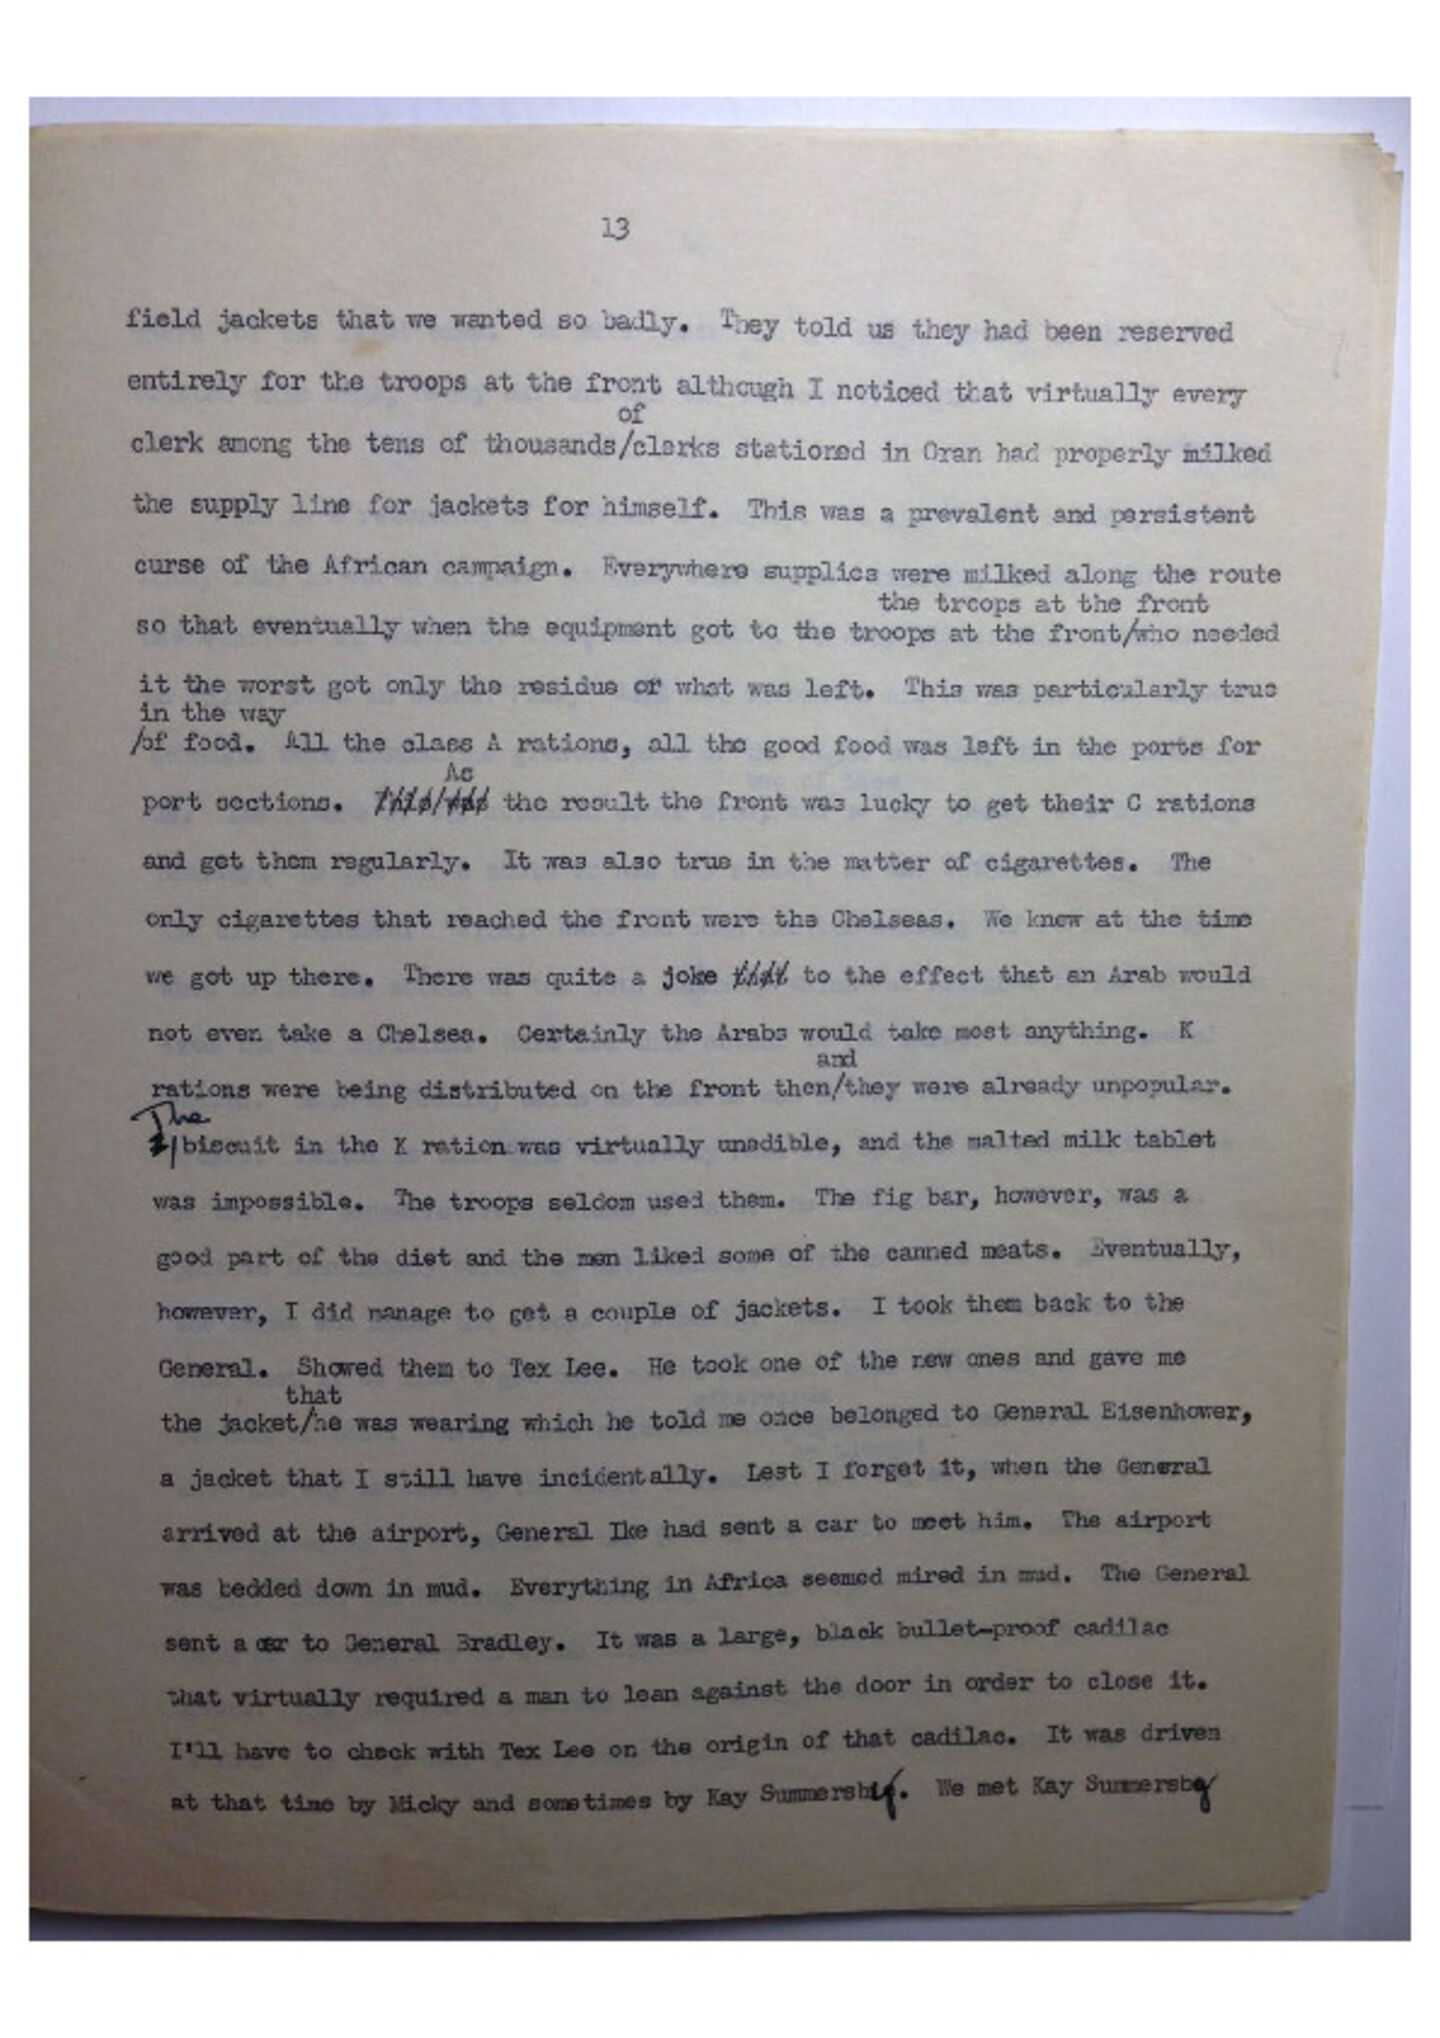 13
field jackets that we wanted so badly. They told us they had been reserved
entirely for the troops at the front although I noticed that virtually every
of
clerk among the tens of thousands/clerks stationed in Oran had properly milked
the supply line for jackets for himself. This was a prevalent and persistent
curse of the African campaign. Everywhere supplies were milked along the route
the troops at the front
so that eventually when the equipment got to the troops at the front/who needed
it the worst got only the residue or what was left. This was particularly true
in the way
/of food. All the class A rations, all the good food was left in the ports for
As
port sections. the result the front was lucky to get their C rations
and get them regularly. It was also true in the matter of cigarettes. The
only cigarettes that reached the front were the Chelseas. We knew at the time
we got up there. There was quite a joke to the effect that an Arab would
not even take a Chelsea. Certainly the Arabs would take most anything. K
and
rations were being distributed on the front then/they were already unpopular.
The
/biscuit in the K ration was virtually unedible, and the malted milk tablet
was impossible. The troops seldom used them. The fig bar, however, was a
good part of the diet and the men liked some of the canned meats. Eventually,
however, I did manage to get a couple of jackets. I took them back to the
General. Showed them to Tex Lee. He took one of the new ones and gave me
that
the jacket/he was wearing which he told me once belonged to General Eisenhower,
a jacket that I still have incidentally. Lest I forget it, when the General
arrived at the airport, General Ike had sent a car to meet him. The airport
was bedded down in mud. Everything in Africa seemed mired in mud. The General
sent a car to General Bradley. It was a large, black bullet-proof cadilac
that virtually required a man to lean against the door in order to close it.
I'll have to check with Tex Lee on the origin of that cadilac. It was driven
at that time by Micky and sometimes by Kay Summersby. We met Kay Summersby